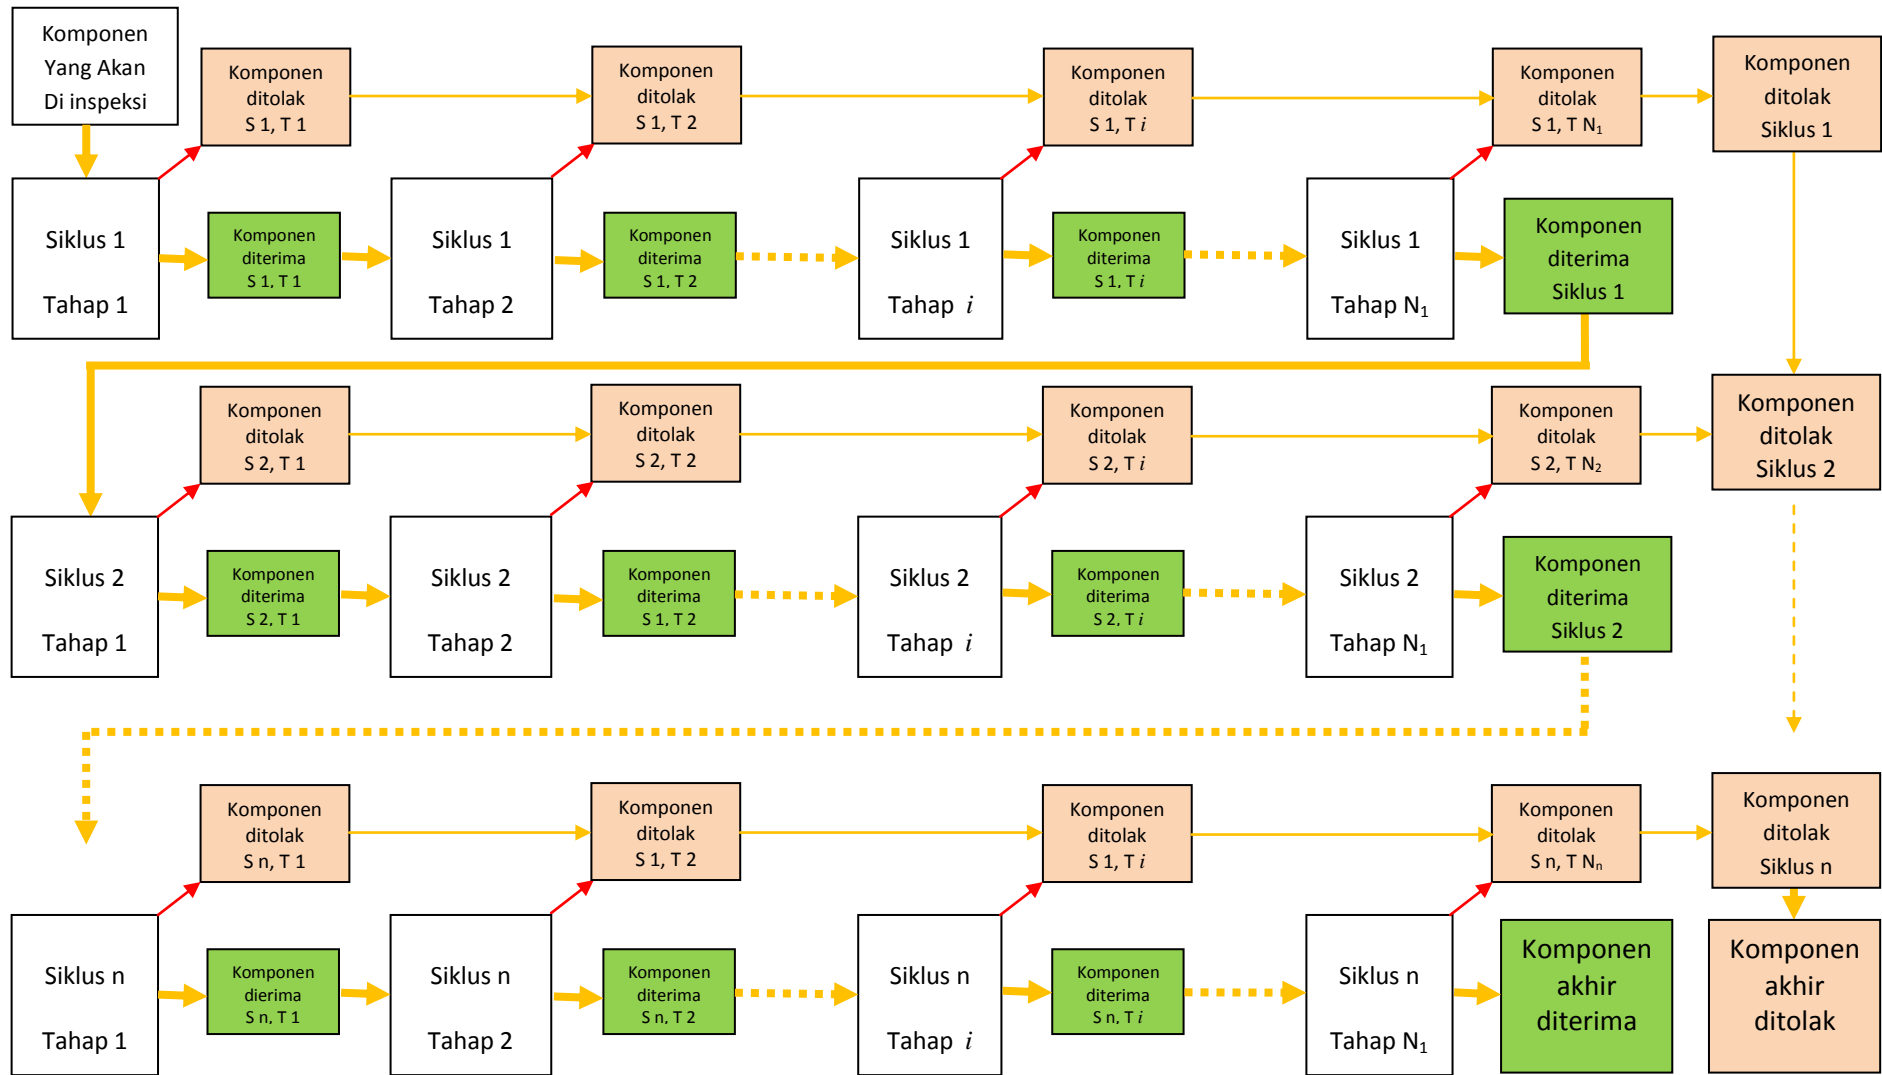 Komponen
Yang Akan
Di inspeksi
Komponen
ditolak
S 1, T 1
Komponen
ditolak
S 1, T 2
Komponen
ditolak
S 1, T i
Komponen
ditolak
S 1, T N₁
Komponen
ditolak
Siklus 1
Siklus 1
Tahap 1
Komponen
diterima
S 1, T 1
Siklus 1
Tahap 2
Komponen
diterima
S 1, T 2
Siklus 1
Tahap i
Komponen
diterima
S 1, T i
Siklus 1
Tahap N₁
Komponen
diterima
Siklus 1
Komponen
ditolak
S 2, T 1
Komponen
ditolak
S 2, T 2
Komponen
ditolak
S 2, T i
Komponen
ditolak
S 2, T N₂
Komponen
ditolak
Siklus 2
Siklus 2
Tahap 1
Komponen
diterima
S 2, T 1
Siklus 2
Tahap 2
Komponen
diterima
S 1, T 2
Siklus 2
Tahap i
Komponen
diterima
S 2, T i
Siklus 2
Tahap N₁
Komponen
diterima
Siklus 2
Komponen
ditolak
S n, T 1
Komponen
ditolak
S 1, T 2
Komponen
ditolak
S 1, T i
Komponen
ditolak
S n, T Nₙ
Komponen
ditolak
Siklus n
Siklus n
Tahap 1
Komponen
dierima
S n, T 1
Siklus n
Tahap 2
Komponen
diterima
S n, T 2
Siklus n
Tahap i
Komponen
diterima
S n, T i
Siklus n
Tahap N₁
Komponen
akhir
diterima
Komponen
akhir
ditolak